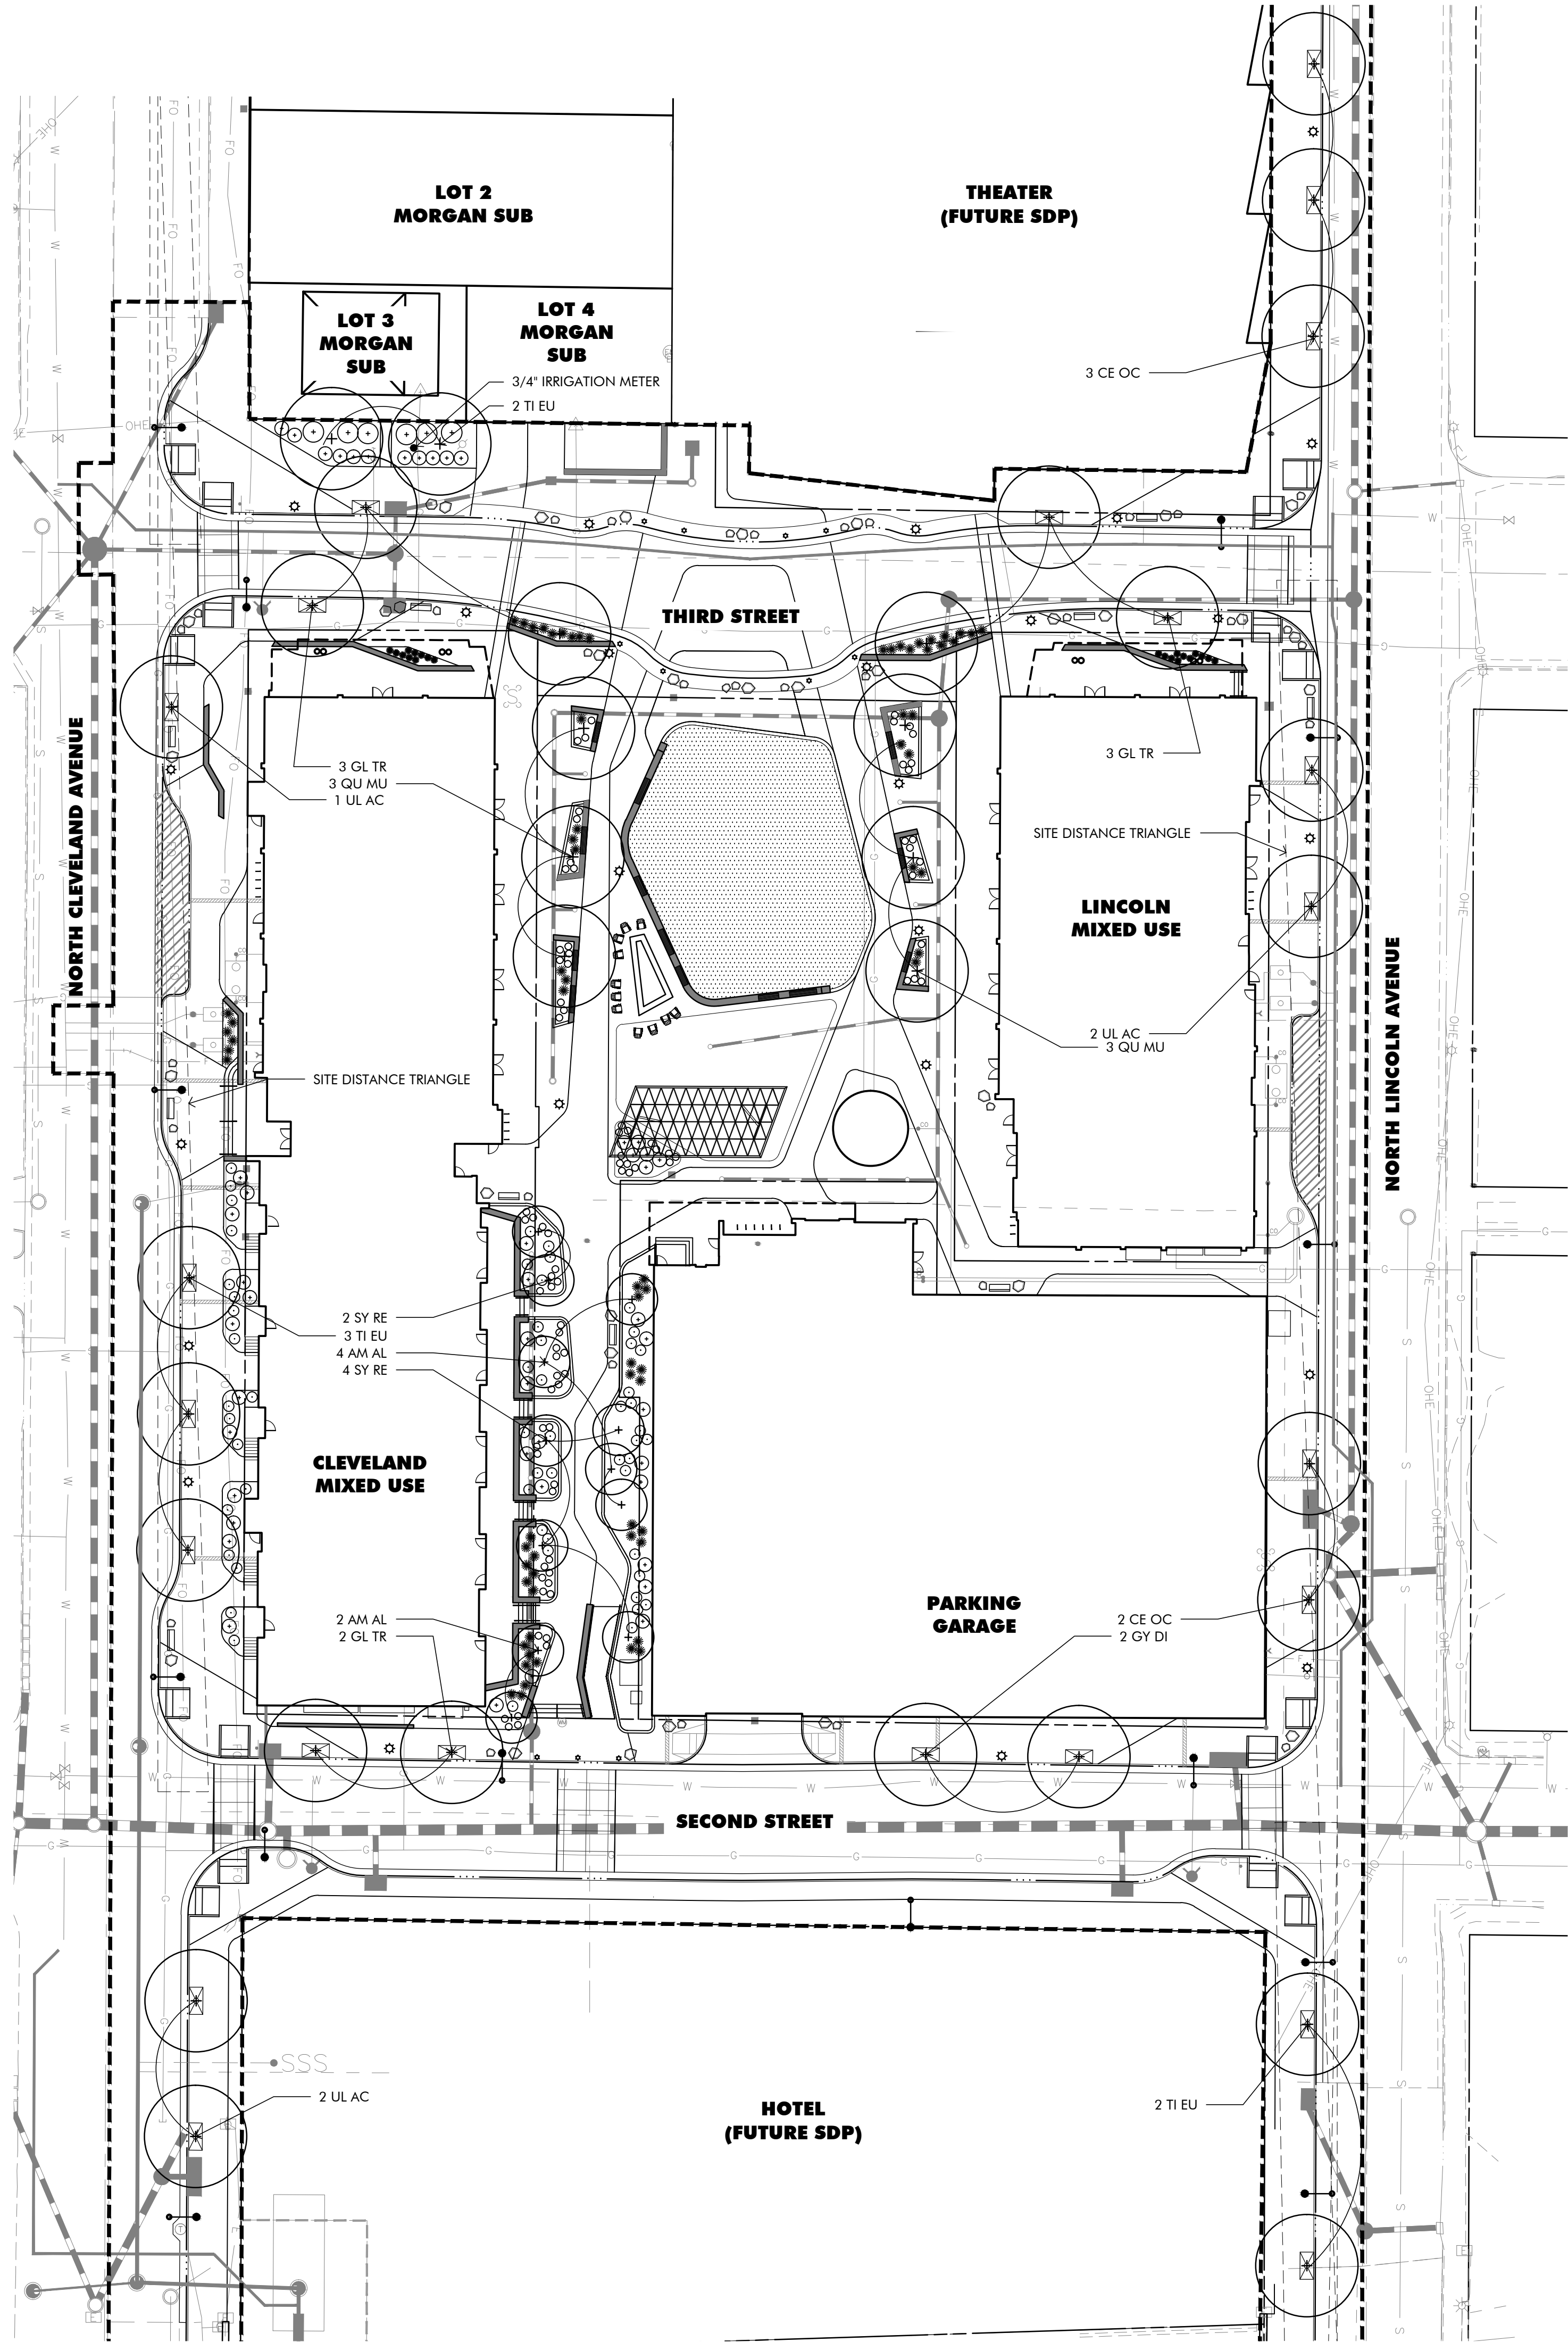 LOT 2
MORGAN SUB
THEATER
(FUTURE SDP)
LOT 3
MORGAN
SUB
LOT 4
MORGAN
SUB
3/4" IRRIGATION METER
2 TI EU
3 CE OC
THIRD STREET
NORTH CLEVELAND AVENUE
3 GL TR
3 QU MU
1 UL AC
3 GL TR
SITE DISTANCE TRIANGLE
LINCOLN
MIXED USE
2 UL AC
3 QU MU
NORTH LINCOLN AVENUE
SITE DISTANCE TRIANGLE
2 SY RE
3 TI EU
4 AM AL
4 SY RE
CLEVELAND
MIXED USE
2 AM AL
2 GL TR
PARKING
GARAGE
2 CE OC
2 GY DI
SECOND STREET
SSS
2 UL AC
HOTEL
(FUTURE SDP)
2 TI EU